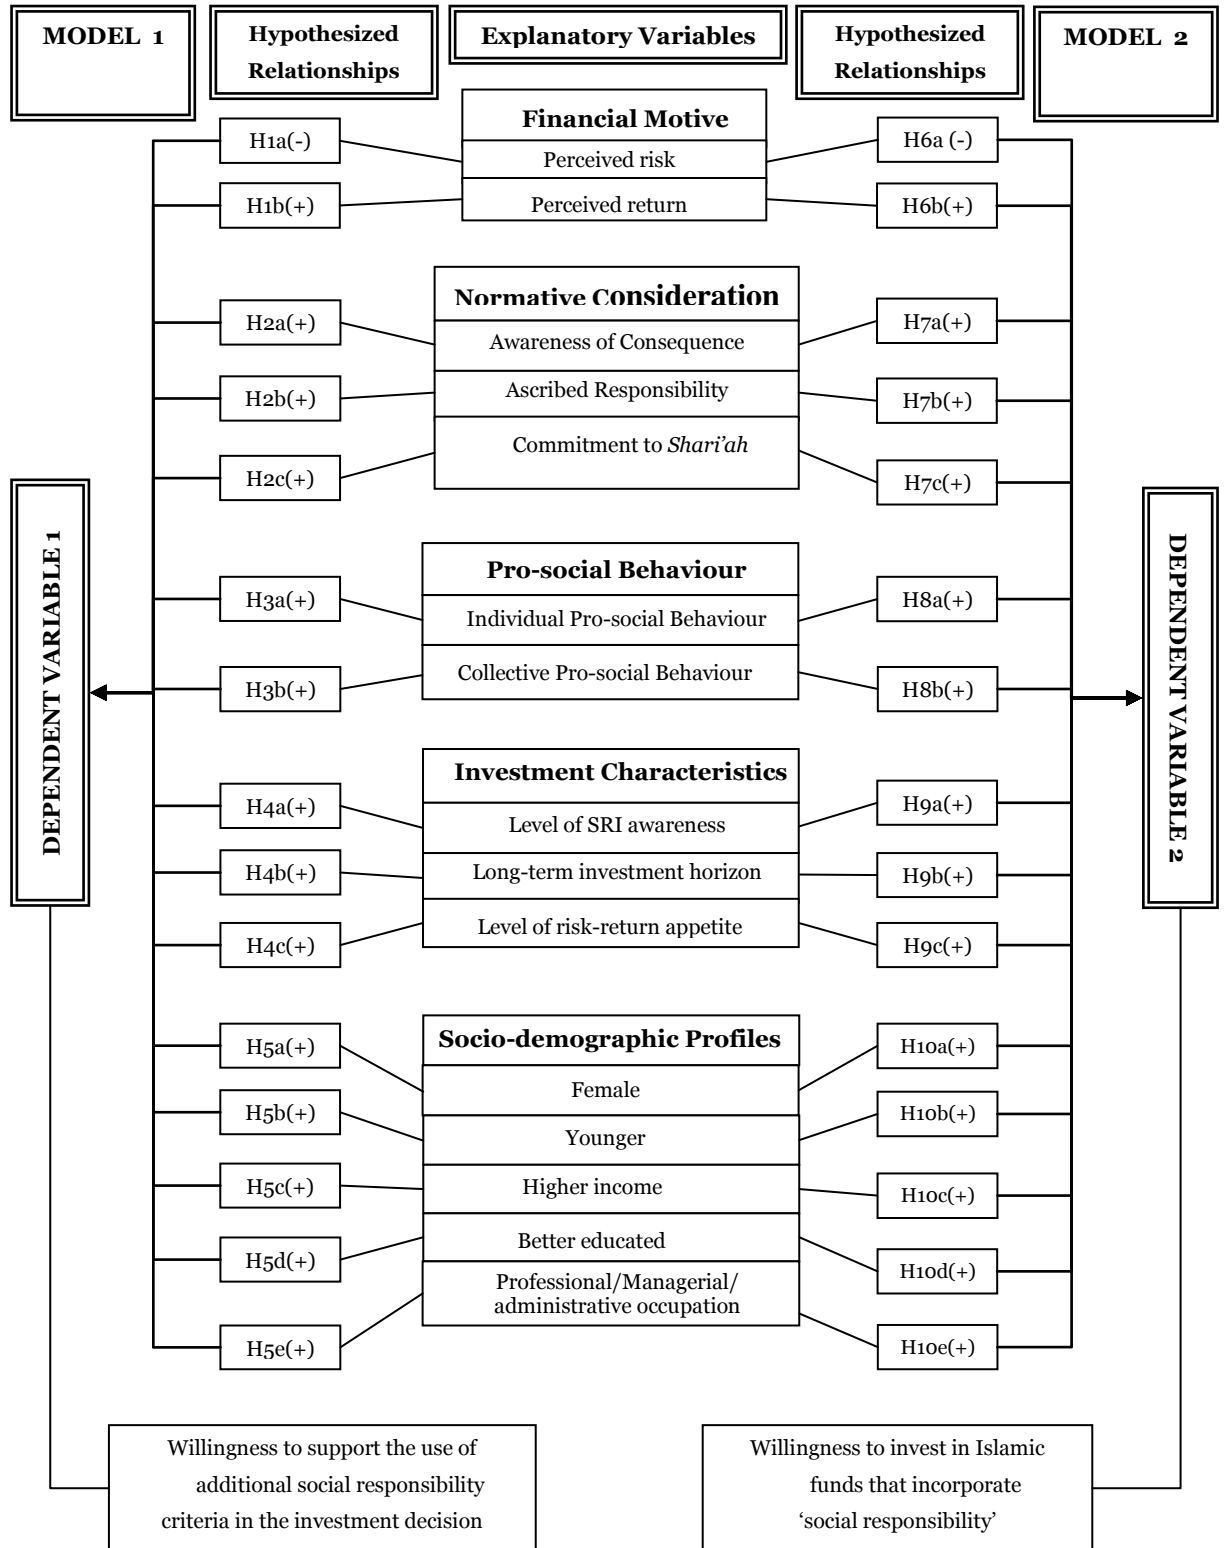 MODEL 1
Hypothesized
Relationships
Explanatory Variables
Hypothesized
Relationships
MODEL 2
Financial Motive
H1a(-)
Perceived risk
H6a (-)
H1b(+)
Perceived return
H6b(+)
Normative Consideration
H2a(+)
Awareness of Consequence
H7a(+)
H2b(+)
Ascribed Responsibility
H7b(+)
H2c(+)
Commitment to Shari’ah
H7c(+)
DEPENDENT VARIABLE 1
DEPENDENT VARIABLE 2
Pro-social Behaviour
H3a(+)
Individual Pro-social Behaviour
H8a(+)
H3b(+)
Collective Pro-social Behaviour
H8b(+)
Investment Characteristics
H4a(+)
Level of SRI awareness
H9a(+)
H4b(+)
Long-term investment horizon
H9b(+)
H4c(+)
Level of risk-return appetite
H9c(+)
Socio-demographic Profiles
H5a(+)
Female
H10a(+)
H5b(+)
Younger
H10b(+)
H5c(+)
Higher income
H10c(+)
H5d(+)
Better educated
H10d(+)
H5e(+)
Professional/Managerial/
administrative occupation
H10e(+)
Willingness to support the use of
additional social responsibility
criteria in the investment decision
Willingness to invest in Islamic
funds that incorporate
‘social responsibility’